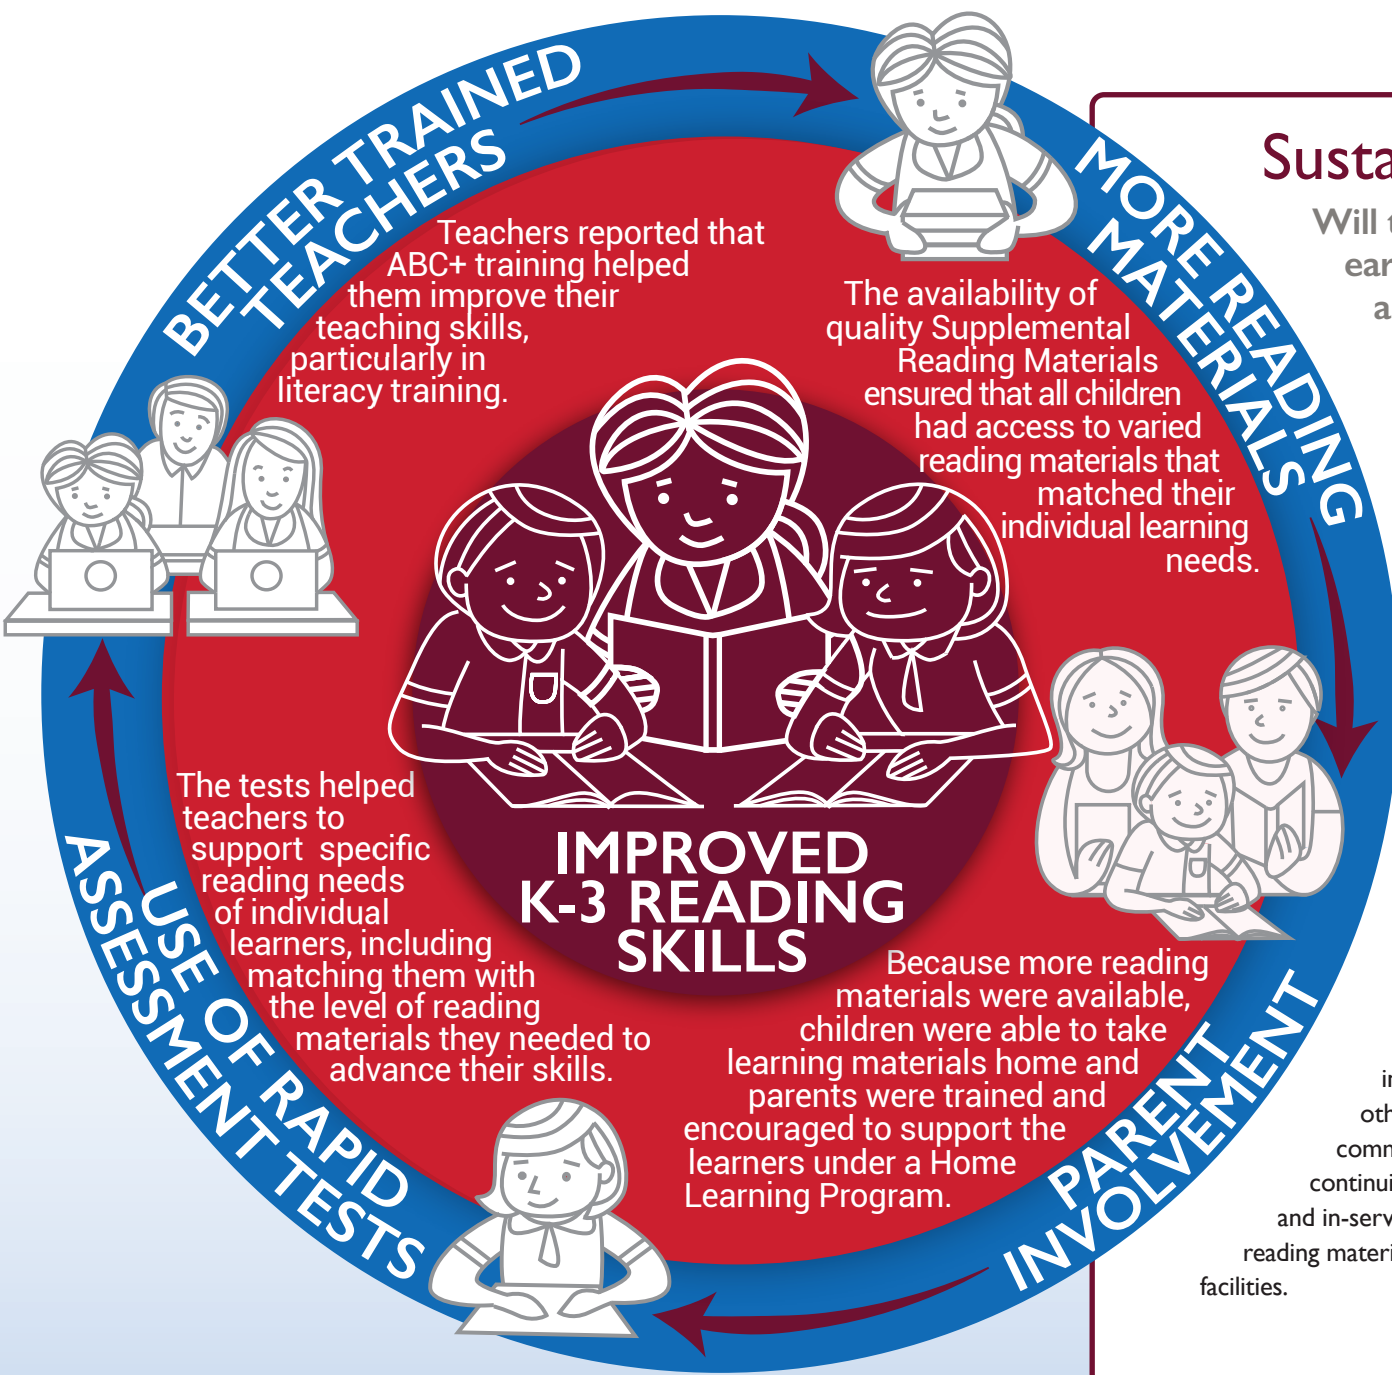 BETTER TRAINED
TEACHERS
Teachers reported that
ABC+ training helped
them improve their
teaching skills,
particularly in
literacy training.
MORE READING
MATERIALS
The availability of
quality Supplemental
Reading Materials
ensured that all children
had access to varied
reading materials that
matched their
individual learning
needs.
PARENT
INVOLVEMENT
Because more reading
materials were available,
children were able to take
learning materials home and
parents were trained and
encouraged to support the
learners under a Home
Learning Program.
USE OF RAPID
ASSESSMENT TESTS
The tests helped
teachers to
support specific
reading needs
of individual
learners, including
matching them with
the level of reading
materials they needed to
advance their skills.
IMPROVED
K-3 READING
SKILLS
Will
and
reading
facilities.